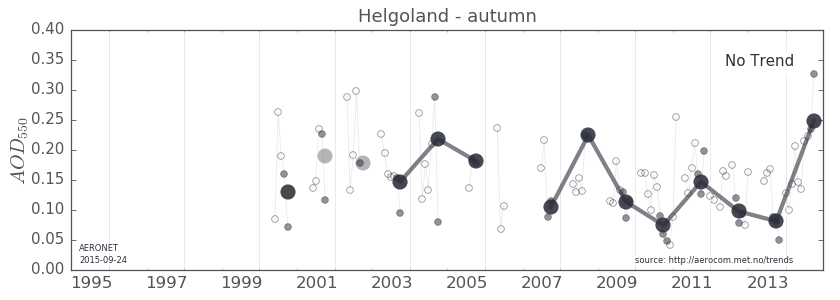 Helgoland - autumn
0.40
0.35
0.30
0.25
0.20
0.15
0.10
0.05
0.00
AOD550
No Trend
AERONET
2015-09-24
source: http://aerocom.met.no/trends
1995 1997 1999 2001 2003 2005 2007 2009 2011 2013